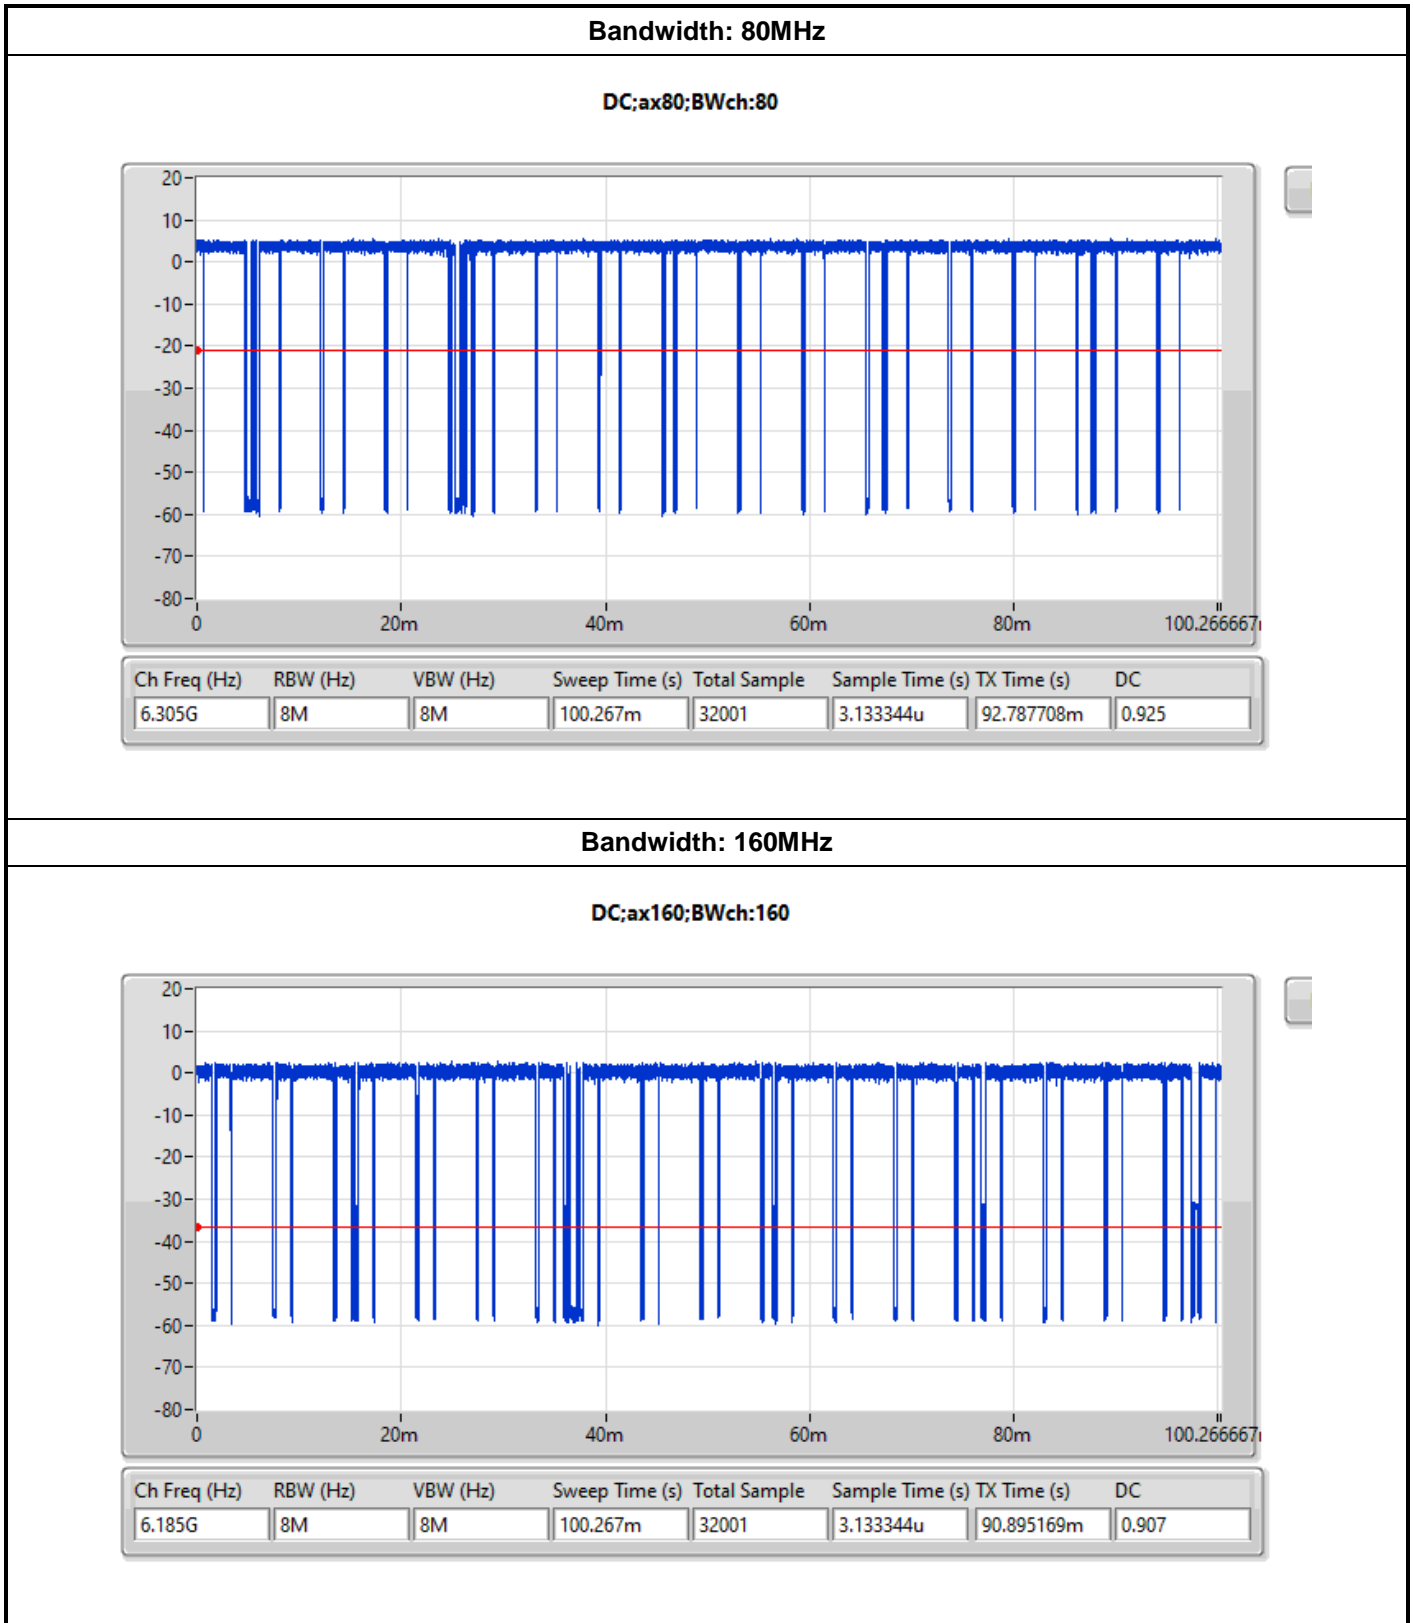 Bandwidth: 80MHz
DC;ax80;BWch:80
20
10
0
-10
-20
-30
-40
-50
-60
-70
-80
0 20m 40m 60m 80m 100.266667
Ch Freq (Hz) RBW (Hz) VBW (Hz) Sweep Time (s) Total Sample Sample Time (s) TX Time (s) DC
6.305G 8M 8M 100.267m 32001 3.133344u 92.787708m 0.925
Bandwidth: 160MHz
DC;ax160;BWch:160
20
10
0
-10
-20
-30
-40
-50
-60
-70
-80
0 20m 40m 60m 80m 100.266667
Ch Freq (Hz) RBW (Hz) VBW (Hz) Sweep Time (s) Total Sample Sample Time (s) TX Time (s) DC
6.185G 8M 8M 100.267m 32001 3.133344u 90.895169m 0.907